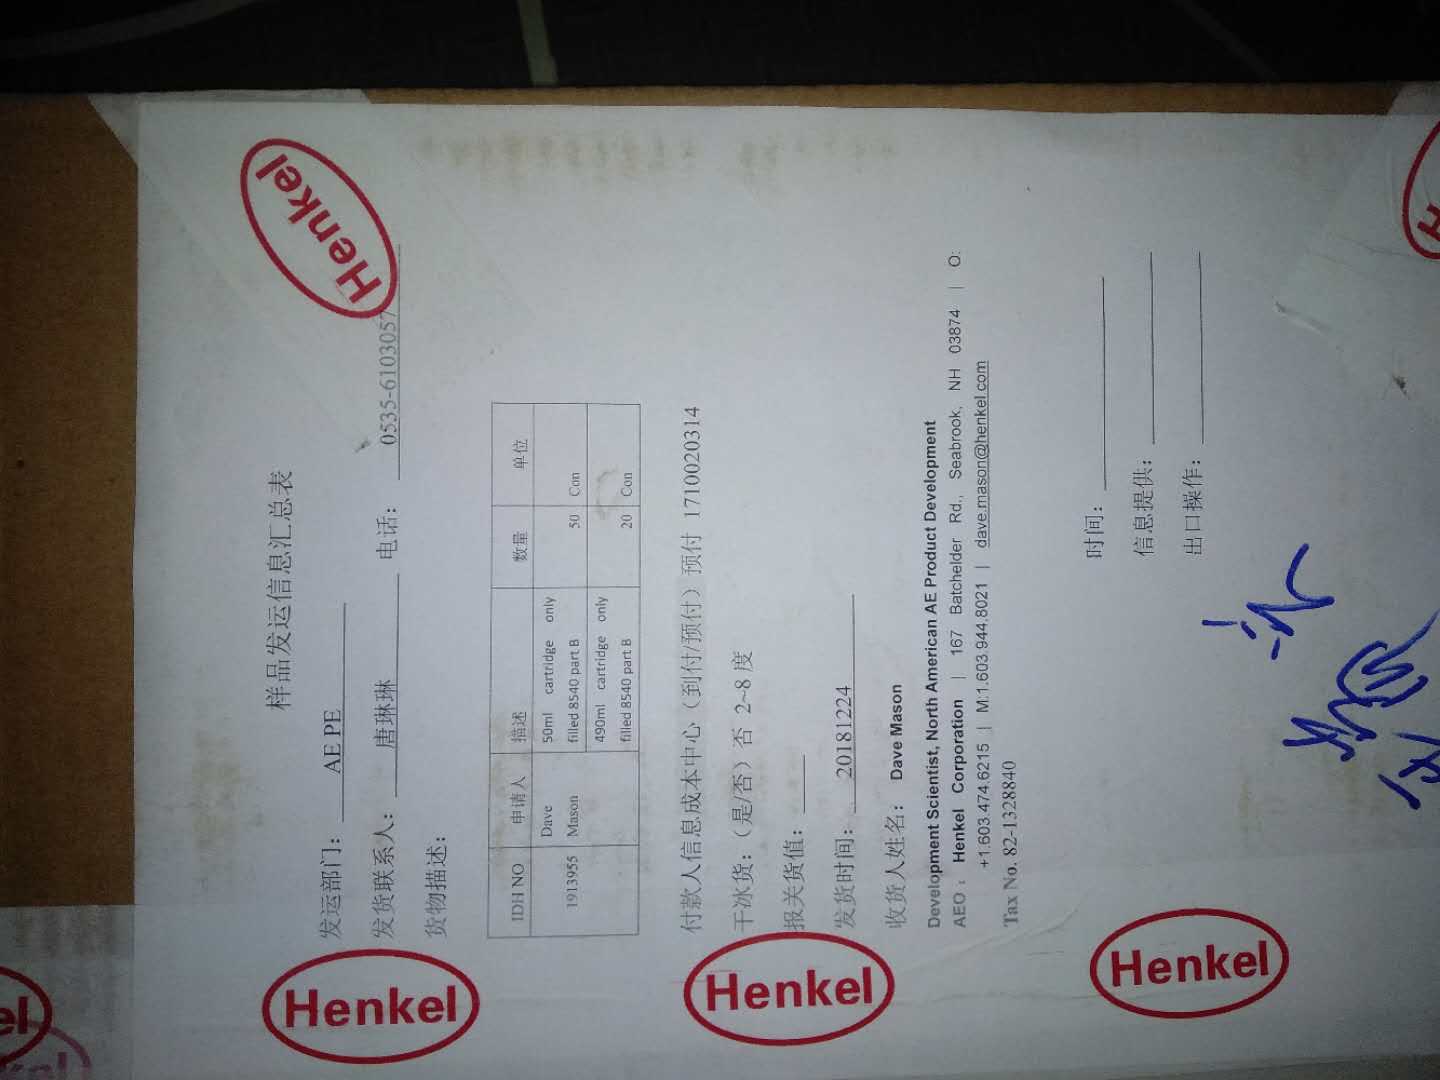 样品发运信息汇总表
发运部门： AE PE
发货联系人： 唐琳琳 电话： 0535-6103057
货物描述：
IDH NO 申请人 描述 数量 单位
1913955 Dave Mason 50ml cartridge only filled 8540 part B 50 Con
490ml cartridge only filled 8540 part B 20 Con
付款人信息成本中心（到付/预付）预付 1710020314
干冰货：（是/否）否 2~8 度
报关货值：
发货时间： 20181224
收货人姓名： Dave Mason
Development Scientist, North American AE Product Development
AEO : Henkel Corporation | 167 Batchelder Rd., Seabrook, NH 03874 | O:
+1.603.474.6215 | M:1.603.944.8021 | dave.mason@henkel.com
Tax No. 82-1328840
时间：
信息提供：
出口操作：
Henkel
Henkel
Henkel
Henkel